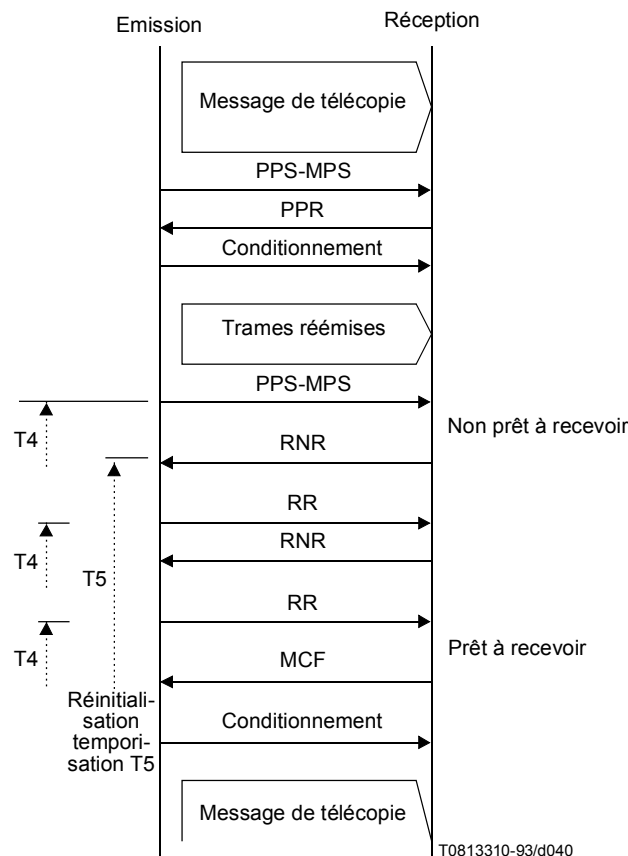 Emission
Réception
Message de télécopie
PPS-MPS
PPR
Conditionnement
Trames réémises
PPS-MPS
Non prêt à recevoir
T4
RNR
RR
RNR
T4
T5
RR
Prêt à recevoir
T4
MCF
Réinitiali-
sation
tempori-
sation T5
Conditionnement
Message de télécopie
T0813310-93/d040